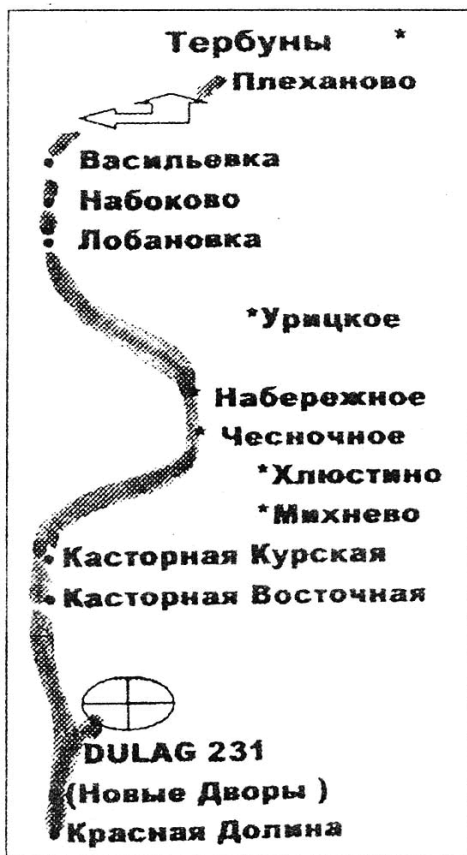 Тербуны *
Плеханово
Васильевка
Набоково
Лобановка
*Урицкое
Набережное
* Чесночное
*Хлюстино
*Михнево
Касторная Курская
Касторная Восточная
DULAG 231
(Новые Дворы )
Красная Долина